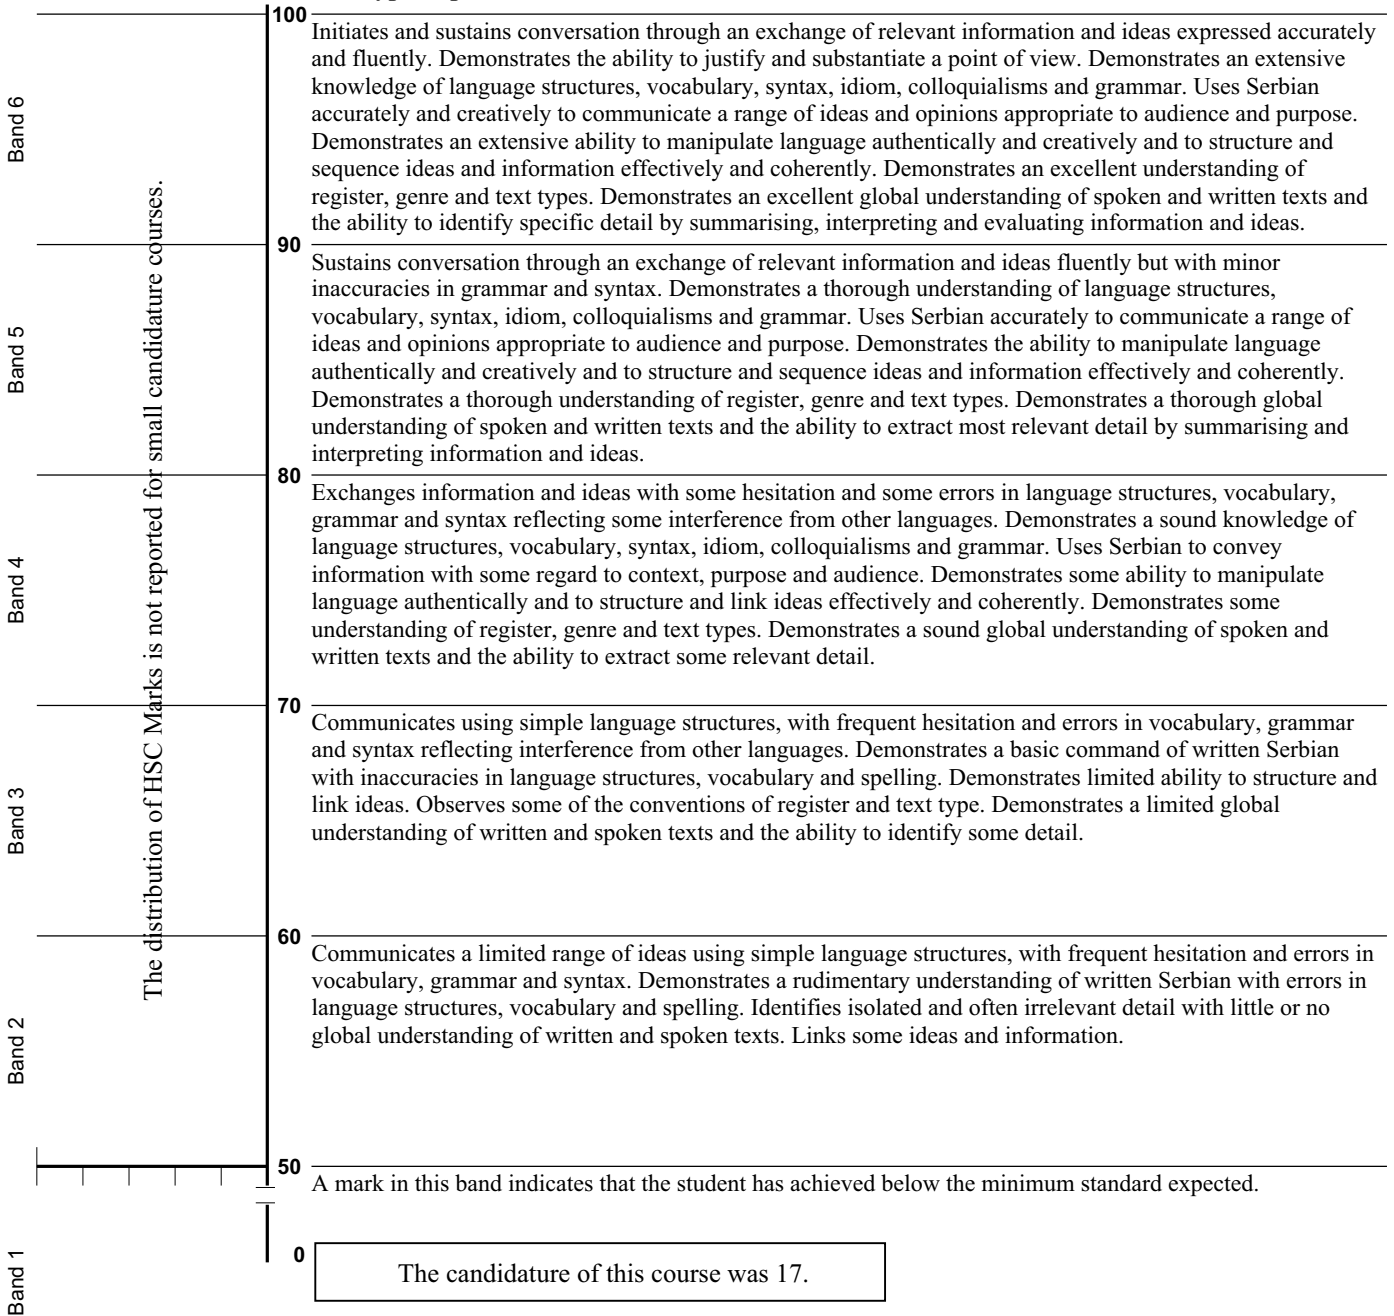 100
Initiates and sustains conversation through an exchange of relevant information and ideas expressed accurately
and fluently. Demonstrates the ability to justify and substantiate a point of view. Demonstrates an extensive
knowledge of language structures, vocabulary, syntax, idiom, colloquialisms and grammar. Uses Serbian
accurately and creatively to communicate a range of ideas and opinions appropriate to audience and purpose.
Demonstrates an extensive ability to manipulate language authentically and creatively and to structure and
sequence ideas and information effectively and coherently. Demonstrates an excellent understanding of
register, genre and text types. Demonstrates an excellent global understanding of spoken and written texts and
the ability to identify specific detail by summarising, interpreting and evaluating information and ideas.
Band 6
90
Sustains conversation through an exchange of relevant information and ideas fluently but with minor
inaccuracies in grammar and syntax. Demonstrates a thorough understanding of language structures,
vocabulary, syntax, idiom, colloquialisms and grammar. Uses Serbian accurately to communicate a range of
ideas and opinions appropriate to audience and purpose. Demonstrates the ability to manipulate language
authentically and creatively and to structure and sequence ideas and information effectively and coherently.
Demonstrates a thorough understanding of register, genre and text types. Demonstrates a thorough global
understanding of spoken and written texts and the ability to extract most relevant detail by summarising and
interpreting information and ideas.
Band 5
80
Exchanges information and ideas with some hesitation and some errors in language structures, vocabulary,
grammar and syntax reflecting some interference from other languages. Demonstrates a sound knowledge of
language structures, vocabulary, syntax, idiom, colloquialisms and grammar. Uses Serbian to convey
information with some regard to context, purpose and audience. Demonstrates some ability to manipulate
language authentically and to structure and link ideas effectively and coherently. Demonstrates some
understanding of register, genre and text types. Demonstrates a sound global understanding of spoken and
written texts and the ability to extract some relevant detail.
Band 4
The distribution of HSC Marks is not reported for small candidature courses.
70
Communicates using simple language structures, with frequent hesitation and errors in vocabulary, grammar
and syntax reflecting interference from other languages. Demonstrates a basic command of written Serbian
with inaccuracies in language structures, vocabulary and spelling. Demonstrates limited ability to structure and
link ideas. Observes some of the conventions of register and text type. Demonstrates a limited global
understanding of written and spoken texts and the ability to identify some detail.
Band 3
60
Communicates a limited range of ideas using simple language structures, with frequent hesitation and errors in
vocabulary, grammar and syntax. Demonstrates a rudimentary understanding of written Serbian with errors in
language structures, vocabulary and spelling. Identifies isolated and often irrelevant detail with little or no
global understanding of written and spoken texts. Links some ideas and information.
Band 2
50
A mark in this band indicates that the student has achieved below the minimum standard expected.
0
Band 1
The candidature of this course was 17.